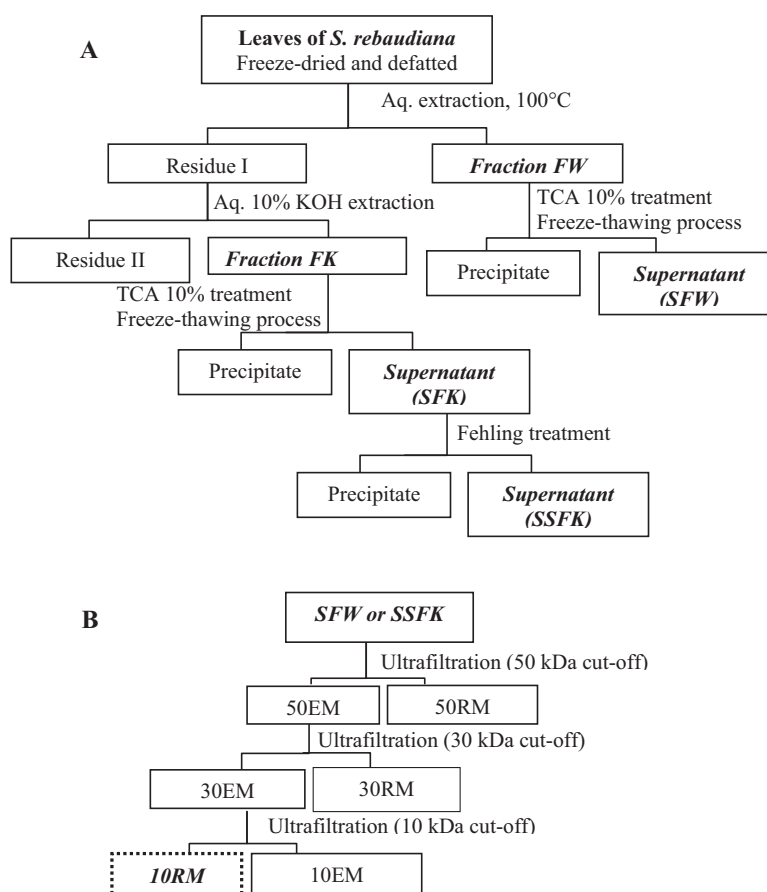 A
Leaves of S. rebaudiana
Freeze-dried and defatted
Aq. extraction, 100°C
Residue I
Fraction FW
Aq. 10% KOH extraction
TCA 10% treatment
Freeze-thawing process
Residue II
Fraction FK
Precipitate
Supernatant
(SFW)
TCA 10% treatment
Freeze-thawing process
Precipitate
Supernatant
(SFK)
Fehling treatment
Precipitate
Supernatant
(SSFK)
B
SFW or SSFK
Ultrafiltration (50 kDa cut-off)
50EM
50RM
Ultrafiltration (30 kDa cut-off)
30EM
30RM
Ultrafiltration (10 kDa cut-off)
10RM
10EM